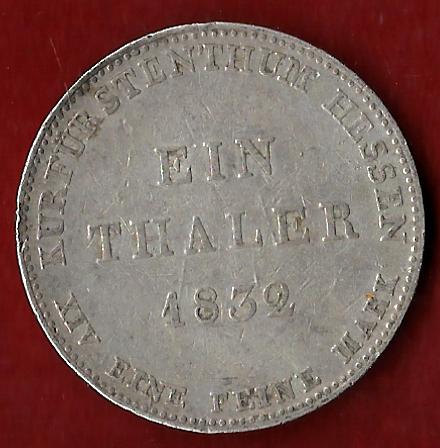 KURFÜRSTENTHUM HESSEN
EIN
THALER
1832
XIV EINE FEINE MARK